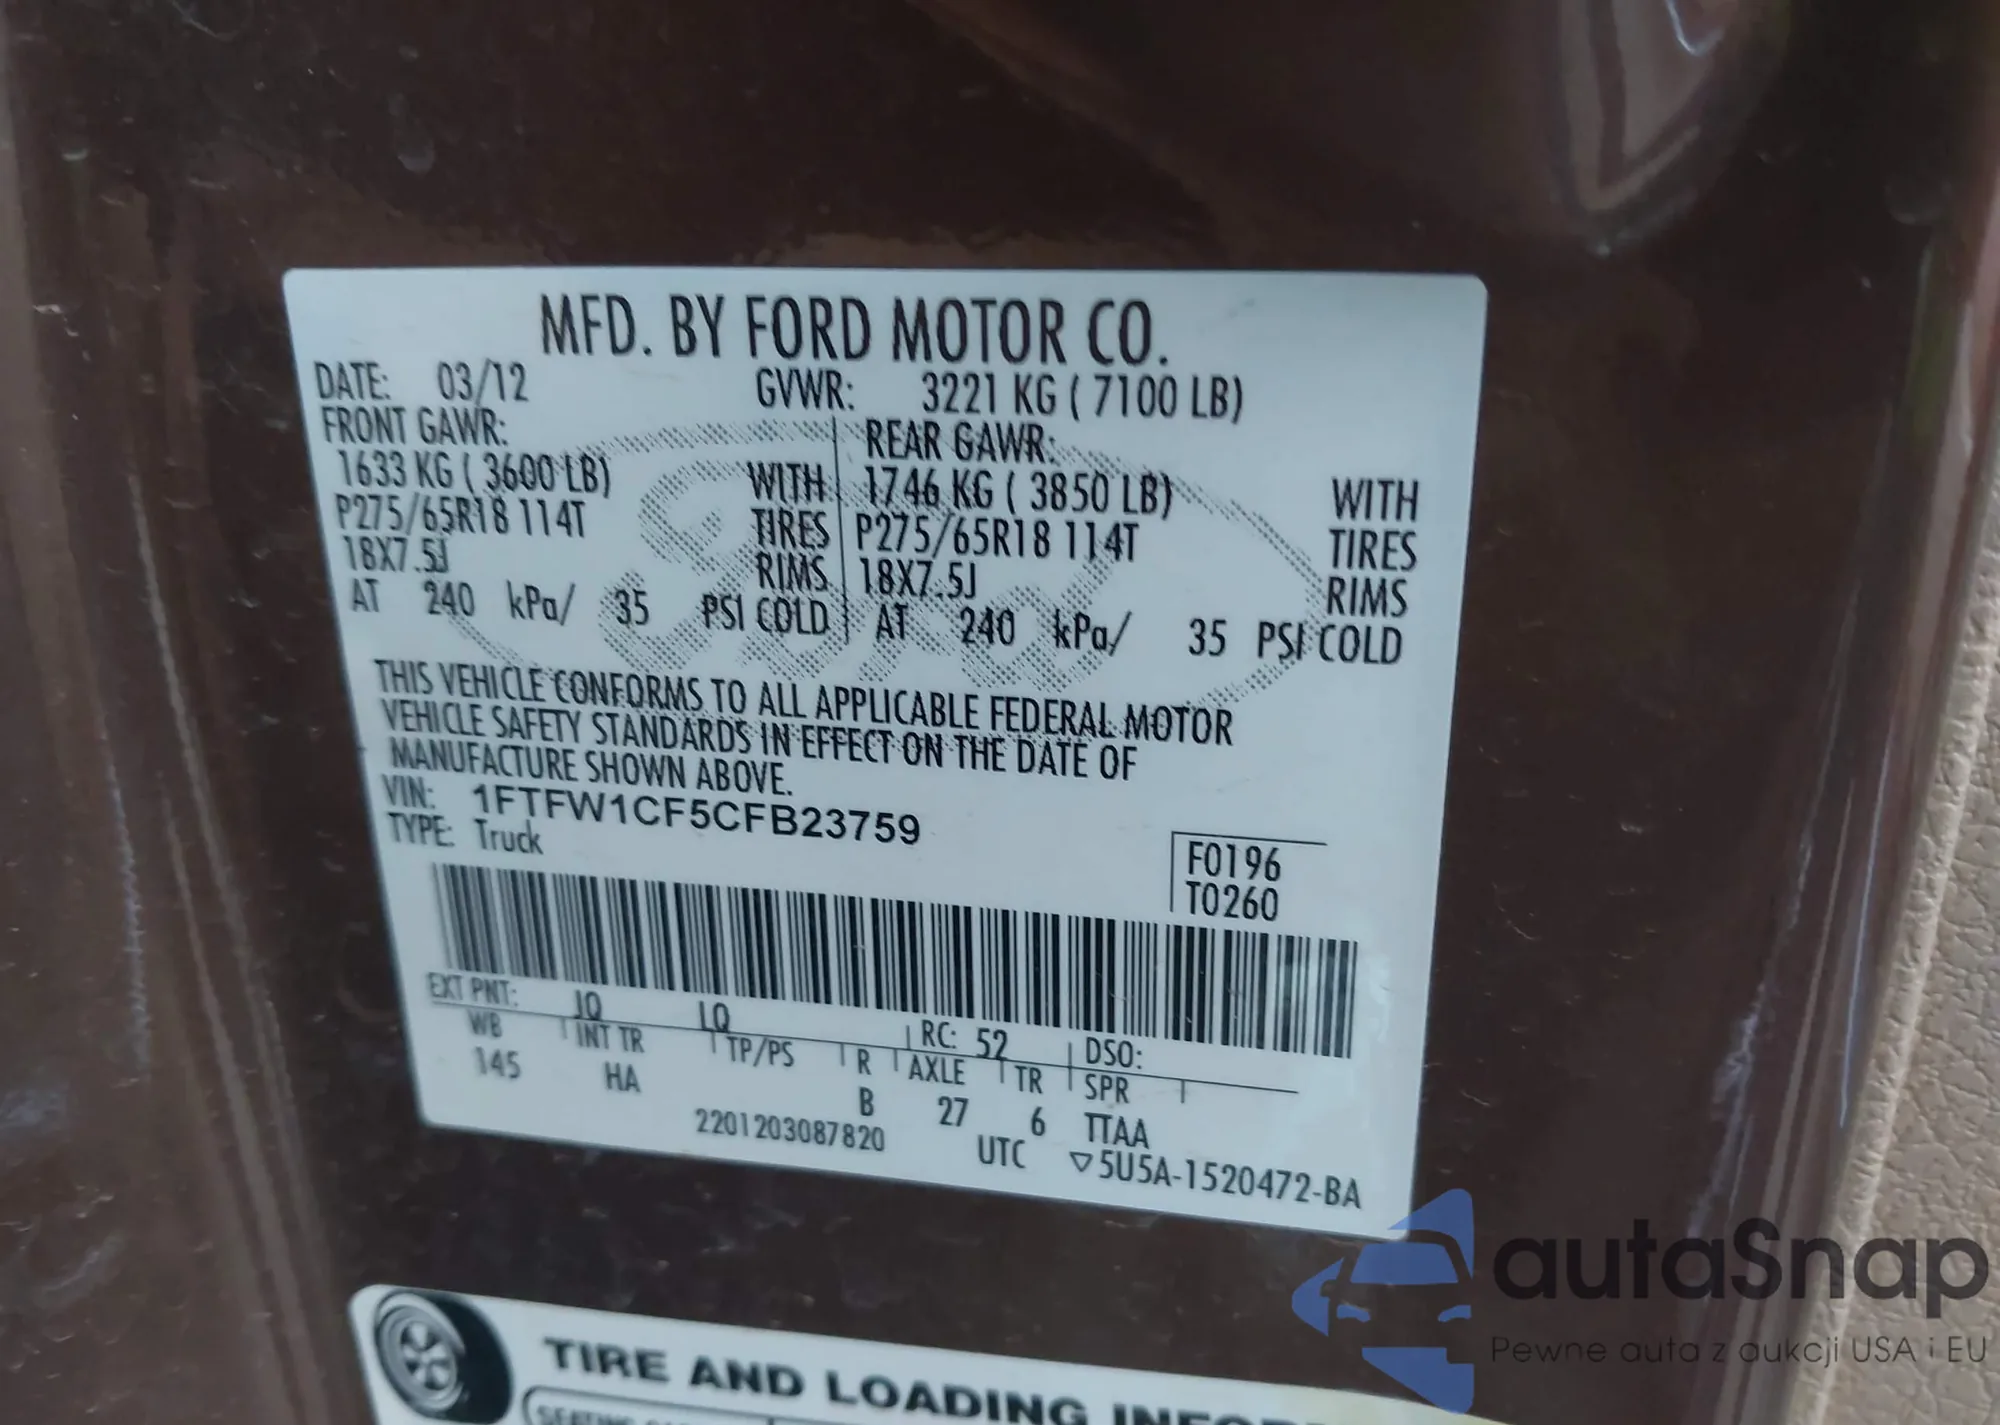 MFD. BY FORD MOTOR CO.
DATE: 03/12 GVWR: 3221 KG ( 7100 LB)
FRONT GAWR: REAR GAWR:
1633 KG ( 3600 LB) WITH 1746 KG ( 3850 LB) WITH
P275/65R18 114T TIRES P275/65R18 114T TIRES
18X7.5J RIMS 18X7.5J RIMS
AT 240 kPa/ 35 PSI COLD AT 240 kPa/ 35 PSI COLD
Ford
THIS VEHICLE CONFORMS TO ALL APPLICABLE FEDERAL MOTOR
VEHICLE SAFETY STANDARDS IN EFFECT ON THE DATE OF
MANUFACTURE SHOWN ABOVE.
VIN: 1FTFW1CF5CFB23759
TYPE: Truck
F0196
T0260
EXT PNT: JQ LQ RC: 52 DSO:
WB INT TR TP/PS R AXLE TR SPR
145 HA B 27 6 TTAA
2201203087820 UTC ▽5U5A-1520472-BA
TIRE AND LOADING
autoSnap
Pewne auta z aukcji USA i EU